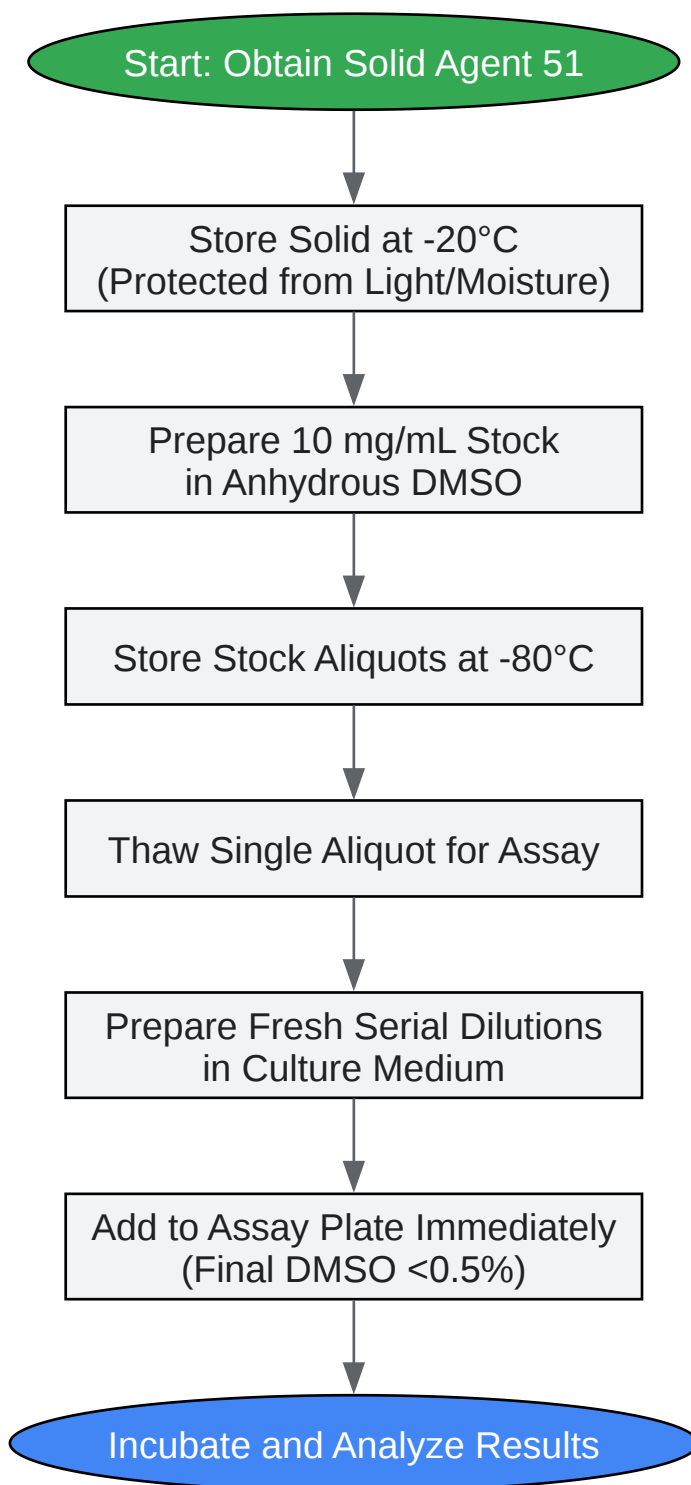 Start: Obtain Solid Agent 51
Store Solid at -20°C
(Protected from Light/Moisture)
Prepare 10 mg/mL Stock
in Anhydrous DMSO
Store Stock Aliquots at -80°C
Thaw Single Aliquot for Assay
Prepare Fresh Serial Dilutions
in Culture Medium
Add to Assay Plate Immediately
(Final DMSO <0.5%)
Incubate and Analyze Results